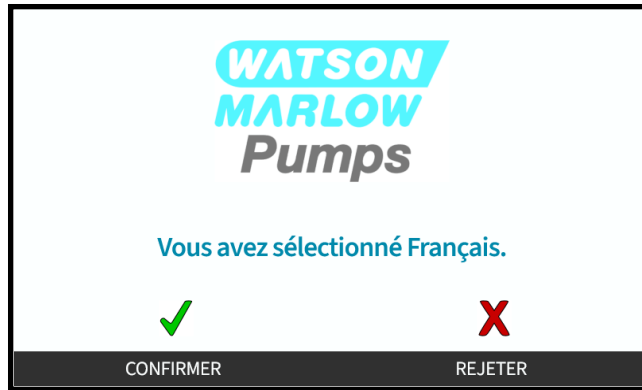 WATSON
MARLOW
Pumps
Vous avez sélectionné Français.
CONFIRMER
REJETER